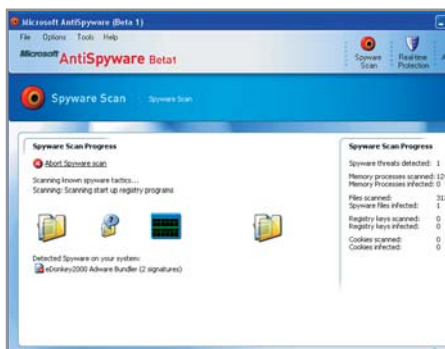 Microsoft AntiSpyware (Beta 1)
File Options Tools Help
Microsoft AntiSpyware Beta1
Spyware Scan
Real-time Protection
Spyware Scan Spyware Scan
Spyware Scan Progress
Abort Spyware scan
Scanning known spyware tactics...
Scanning: Scanning start up registry programs
Detected Spyware on your system:
eDonkey2000 Adware Bundler (2 signatures)
Spyware Scan Progress
Spyware threats detected: 1
Memory processes scanned:
Memory Processes infected: 0
Files scanned:
Spyware files infected: 1
Registry keys scanned: 0
Registry keys infected: 0
Cookies scanned: 0
Cookies infected: 0